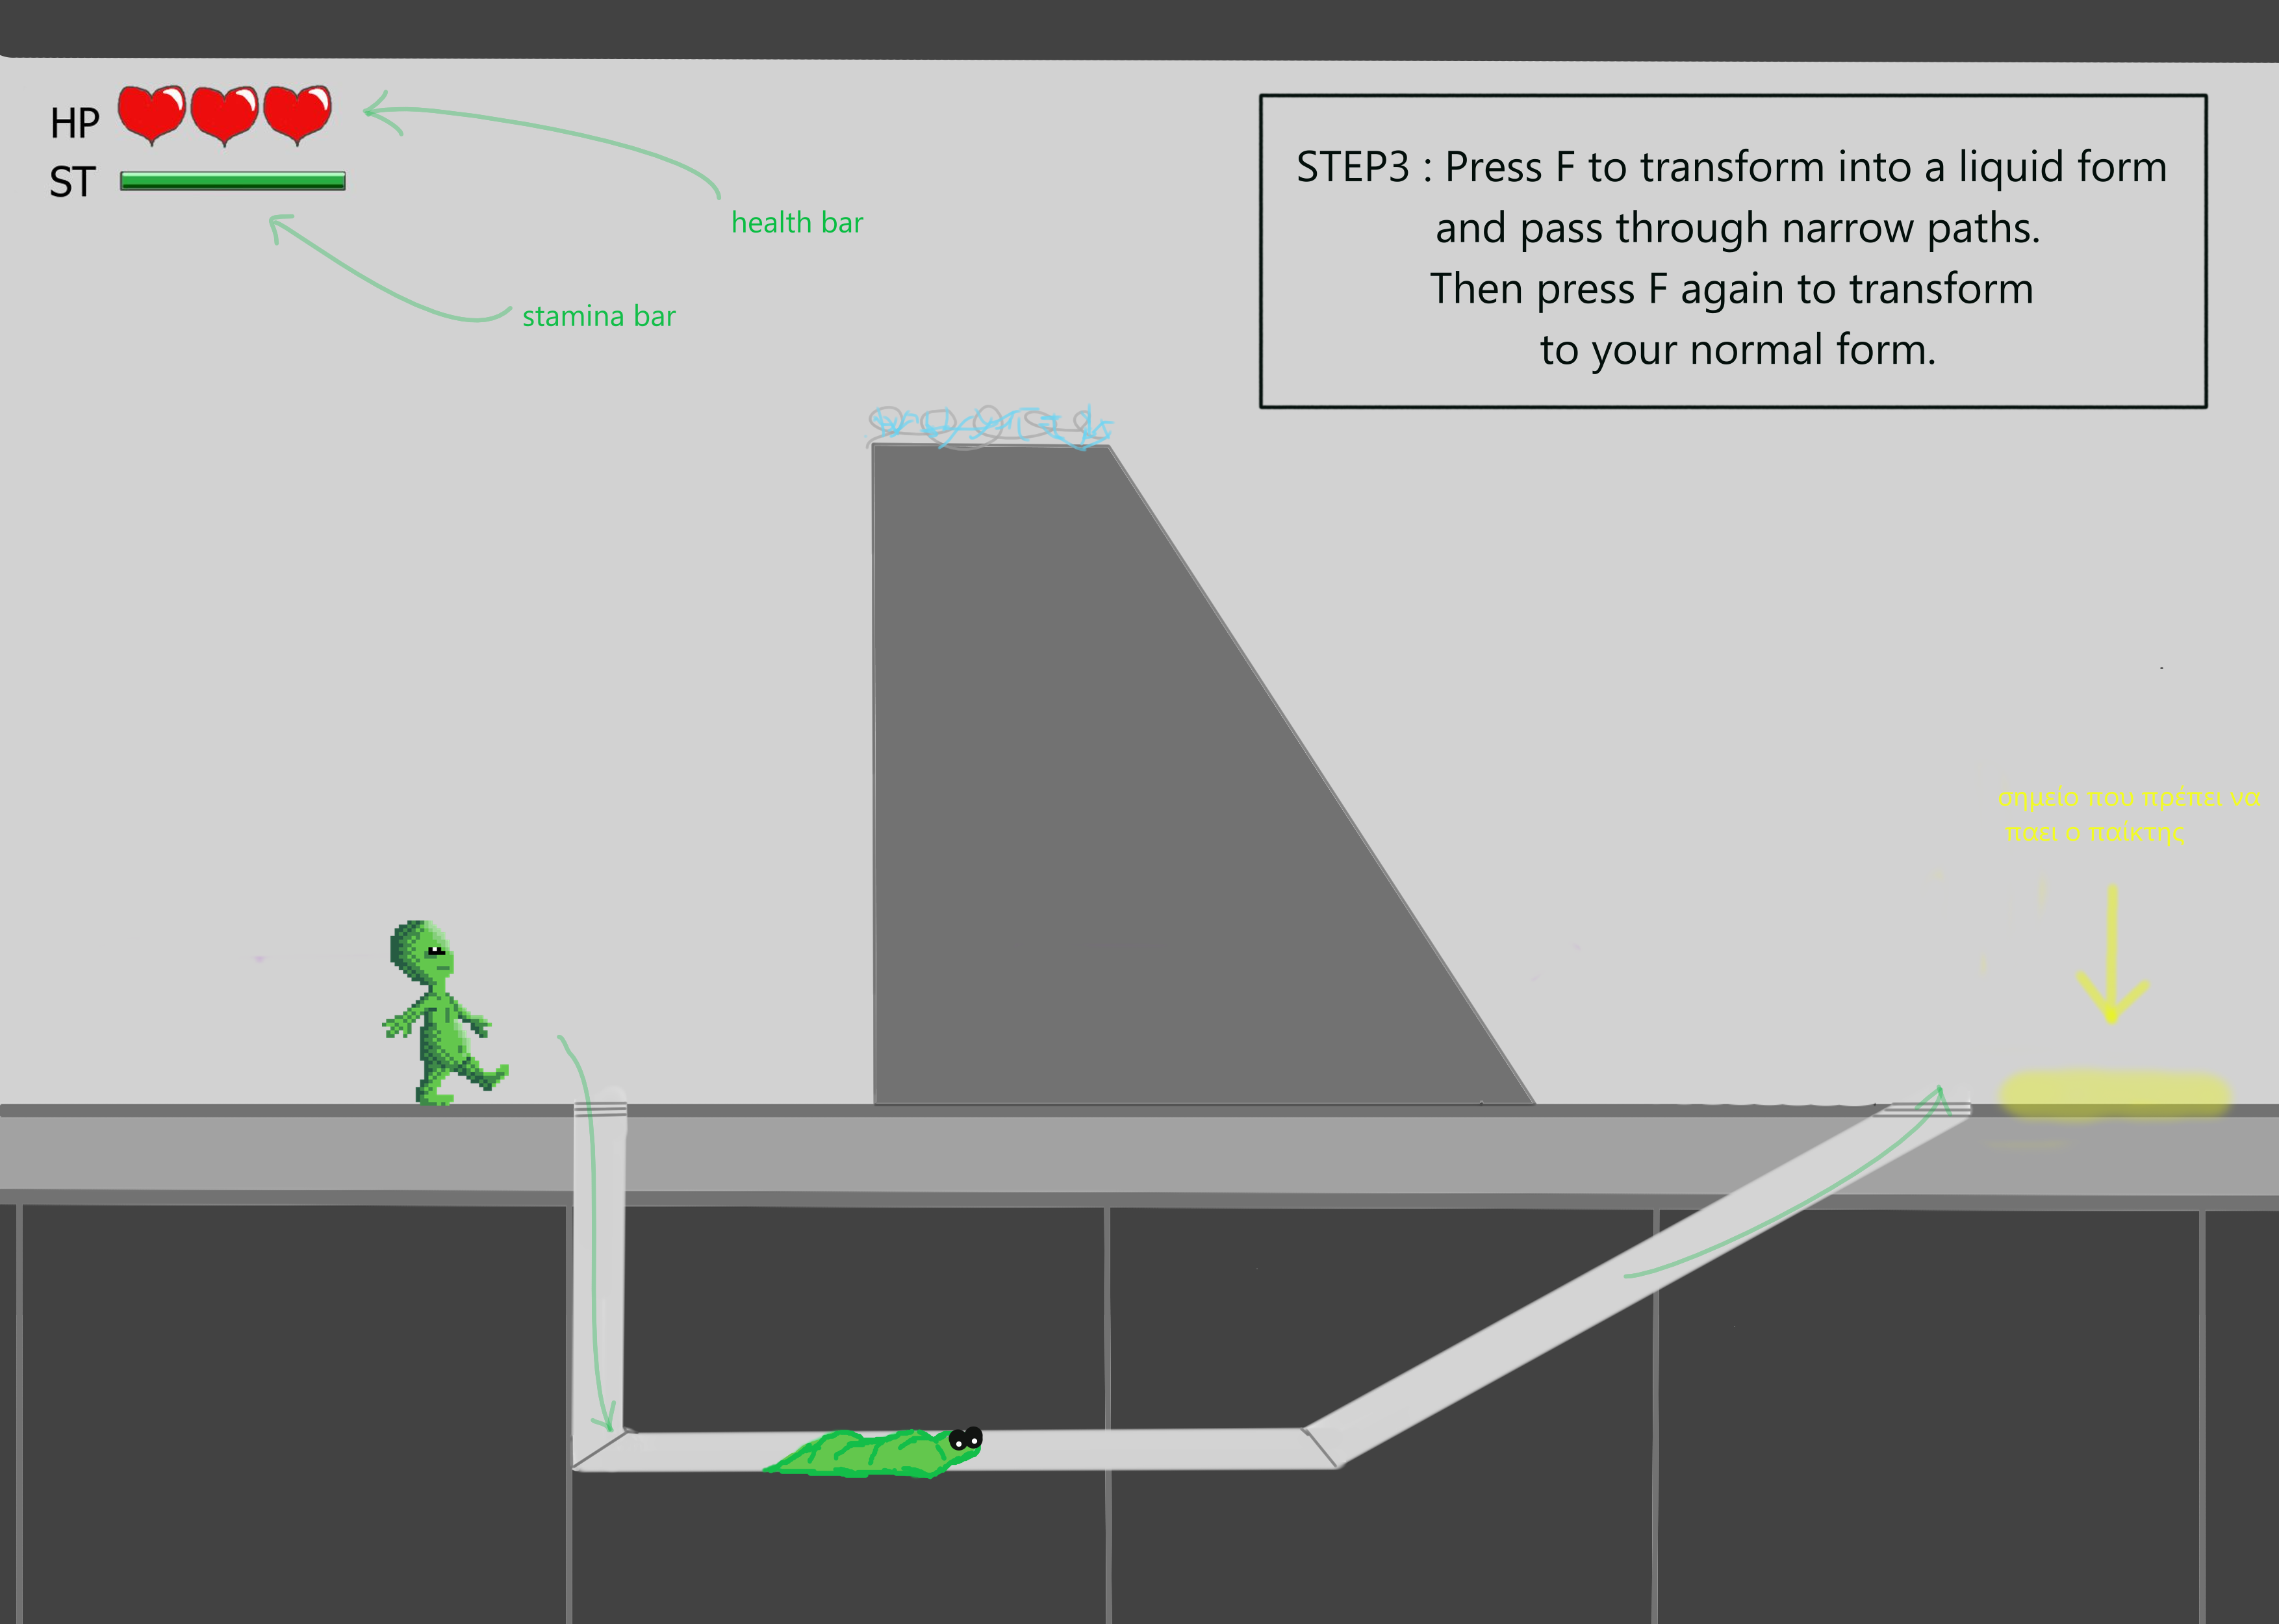 HP
ST
health bar
stamina bar
STEP3 : Press F to transform into a liquid form
and pass through narrow paths.
Then press F again to transform
to your normal form.
σημείο που πρέπει να
παει ο παίκτης